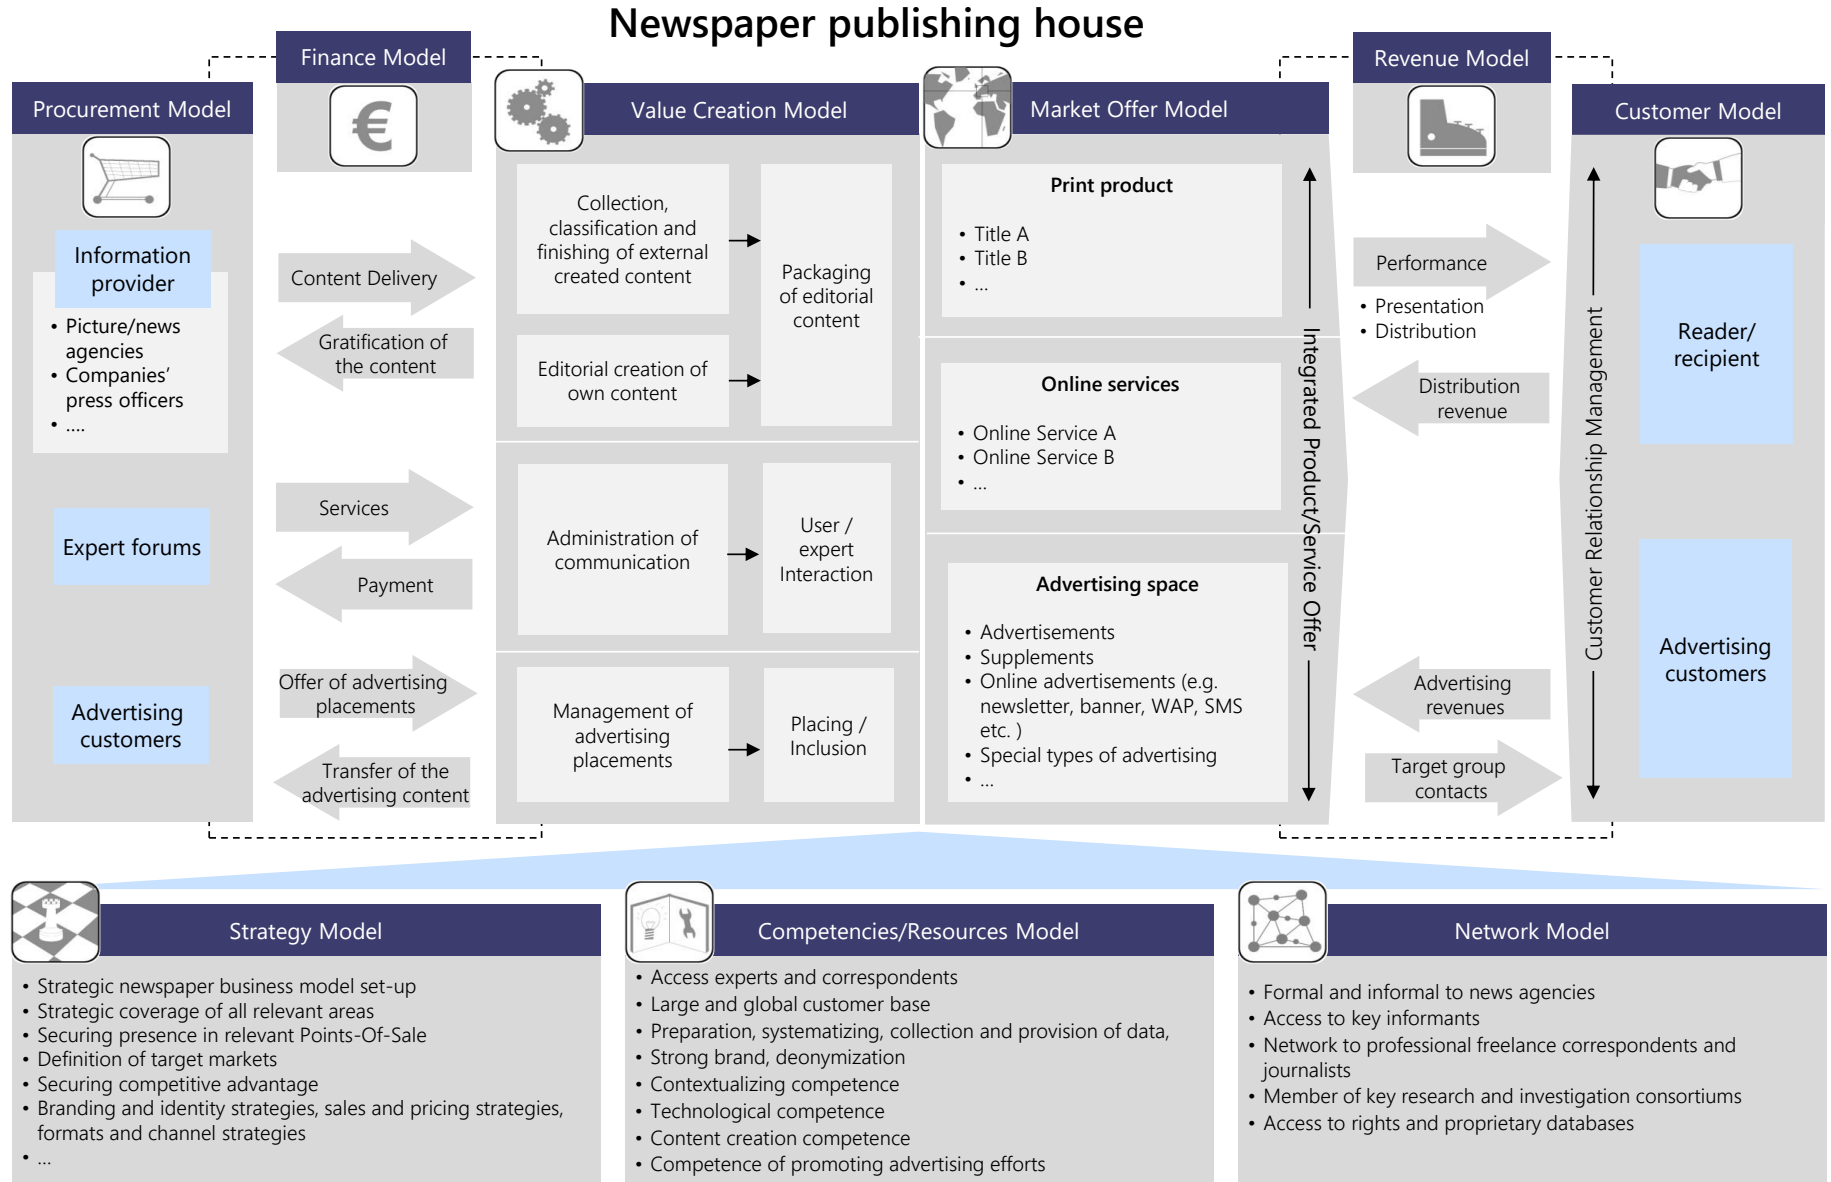 Newspaper publishing house
Procurement Model
Information
provider
• Picture/news
agencies
• Companies’
press officers
• ....
Expert forums
Advertising
customers
Finance Model
€
Content Delivery
Gratification of
the content
Services
Payment
Offer of advertising
placements
Transfer of the
advertising content
Value Creation Model
Collection,
classification and
finishing of external
created content
Editorial creation of
own content
Packaging
of editorial
content
Administration of
communication
User /
expert
Interaction
Management of
advertising
placements
Placing /
Inclusion
Market Offer Model
Print product
• Title A
• Title B
• ...
Online services
• Online Service A
• Online Service B
• ...
Advertising space
• Advertisements
• Supplements
• Online advertisements (e.g.
newsletter, banner, WAP, SMS
etc. )
• Special types of advertising
• ...
Integrated Product/Service Offer
Revenue Model
Performance
• Presentation
• Distribution
Distribution
revenue
Advertising
revenues
Target group
contacts
Customer Model
Customer Relationship Management
Reader/
recipient
Advertising
customers
Strategy Model
• Strategic newspaper business model set-up
• Strategic coverage of all relevant areas
• Securing presence in relevant Points-Of-Sale
• Definition of target markets
• Securing competitive advantage
• Branding and identity strategies, sales and pricing strategies,
formats and channel strategies
• ...
Competencies/Resources Model
• Access experts and correspondents
• Large and global customer base
• Preparation, systematizing, collection and provision of data,
• Strong brand, deonymization
• Contextualizing competence
• Technological competence
• Content creation competence
• Competence of promoting advertising efforts
Network Model
• Formal and informal to news agencies
• Access to key informants
• Network to professional freelance correspondents and
journalists
• Member of key research and investigation consortiums
• Access to rights and proprietary databases